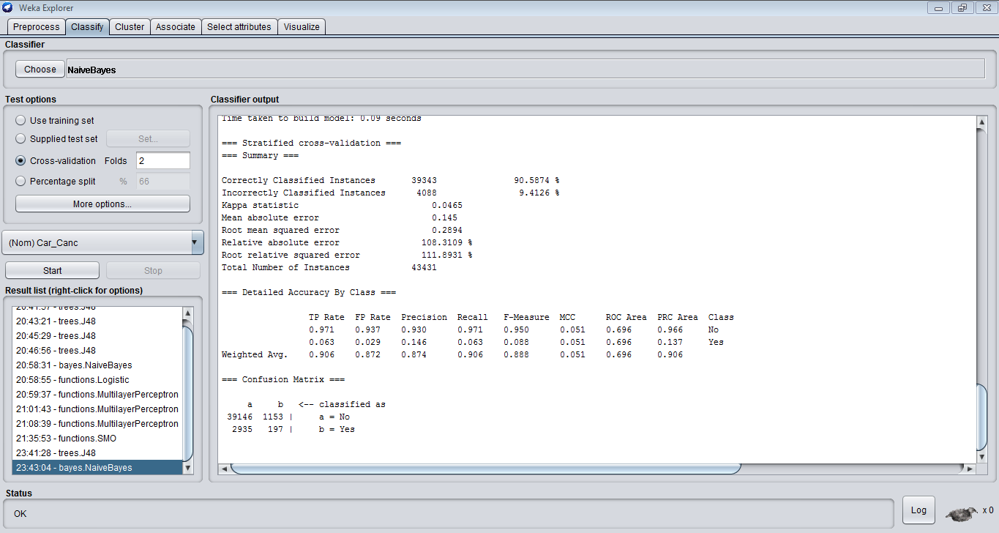 Weka Explorer
Preprocess Classify Cluster Associate Select attributes Visualize
Classifier
Choose NaiveBayes
Test options
Use training set
Supplied test set Set...
Cross-validation Folds 2
Percentage split % 66
More options...
(Nom) Car_Canc
Start Stop
Result list (right-click for options)
20:41:57 - trees.J48
20:43:21 - trees.J48
20:45:29 - trees.J48
20:46:56 - trees.J48
20:58:31 - bayes.NaiveBayes
20:58:55 - functions.Logistic
20:59:37 - functions.MultilayerPerceptron
21:01:43 - functions.MultilayerPerceptron
21:08:39 - functions.MultilayerPerceptron
21:35:53 - functions.SMO
23:41:28 - trees.J48
23:43:04 - bayes.NaiveBayes
Classifier output
Time taken to build model: 0.09 seconds
=== Stratified cross-validation ===
=== Summary ===
Correctly Classified Instances 39343 90.5874 %
Incorrectly Classified Instances 4088 9.4126 %
Kappa statistic 0.0465
Mean absolute error 0.145
Root mean squared error 0.2894
Relative absolute error 108.3109 %
Root relative squared error 111.8931 %
Total Number of Instances 43431
=== Detailed Accuracy By Class ===
TP Rate FP Rate Precision Recall F-Measure MCC ROC Area PRC Area Class
0.971 0.937 0.930 0.971 0.950 0.051 0.696 0.966 No
0.063 0.029 0.146 0.063 0.088 0.051 0.696 0.137 Yes
Weighted Avg. 0.906 0.872 0.874 0.906 0.888 0.051 0.696 0.906
=== Confusion Matrix ===
a b <-- classified as
39146 1153 | a = No
2935 197 | b = Yes
Status
OK
Log x 0